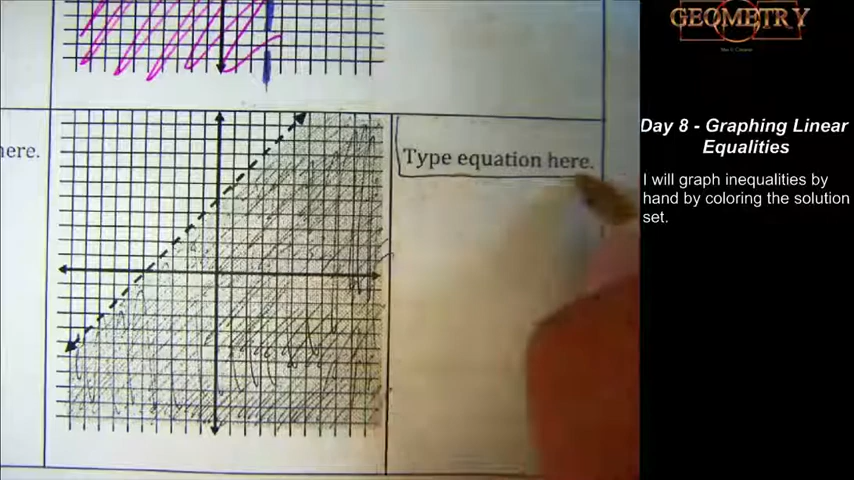 GEOMETRY
Day 8 - Graphing Linear
Equalities
I will graph inequalities by
hand by coloring the solution
set.
here.
Type equation here.